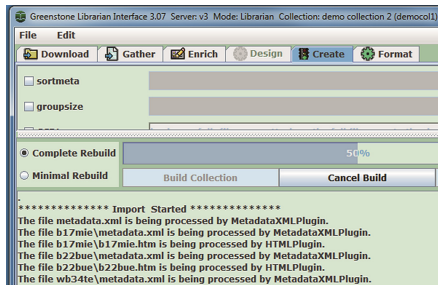 Greenstone Librarian Interface 3.07 Server: v3 Mode: Librarian Collection: demo collection 2 (democol1)
File Edit
Download Gather Enrich Design Create Format
sortmeta
groupsize
Complete Rebuild 50%
Minimal Rebuild Build Collection Cancel Build
.
************** Import Started **************
The file metadata.xml is being processed by MetadataXMLPlugin.
The file b17mie\metadata.xml is being processed by MetadataXMLPlugin.
The file b17mie\b17mie.htm is being processed by HTMLPlugin.
The file b22bue\metadata.xml is being processed by MetadataXMLPlugin.
The file b22bue\b22bue.htm is being processed by HTMLPlugin.
The file wb34te\metadata.xml is being processed by MetadataXMLPlugin.